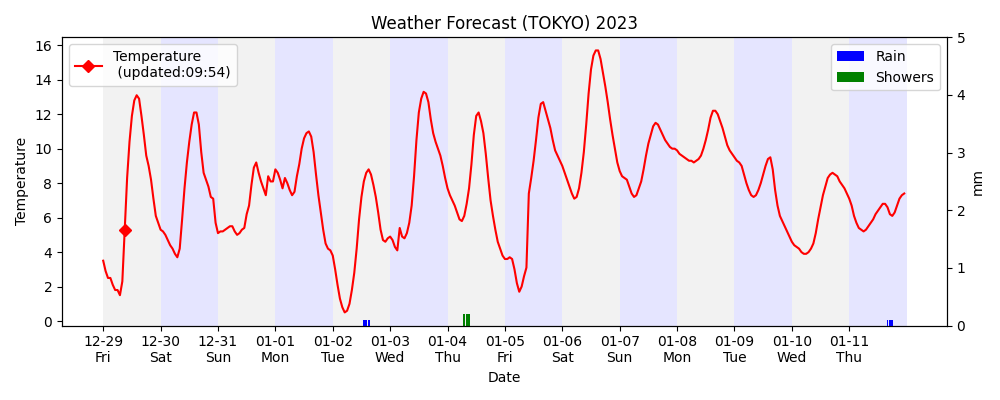 Weather Forecast (TOKYO) 2023
Temperature
(updated:09:54)
Rain
Showers
16
14
12
10
8
6
4
2
0
Temperature
5
4
3
2
1
0
mm
12-29 12-30 12-31 01-01 01-02 01-03 01-04 01-05 01-06 01-07 01-08 01-09 01-10 01-11
Fri Sat Sun Mon Tue Wed Thu Fri Sat Sun Mon Tue Wed Thu
Date